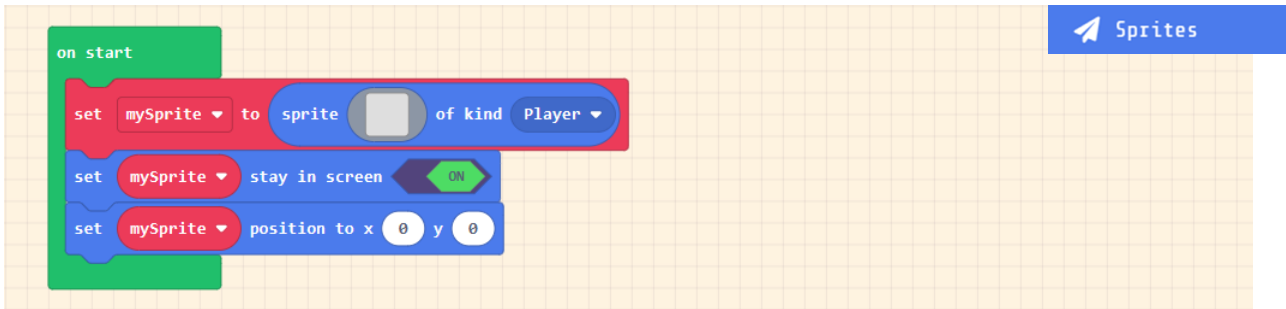 Sprites
on start
set mySprite to sprite of kind Player
set mySprite stay in screen ON
set mySprite position to x 0 y 0